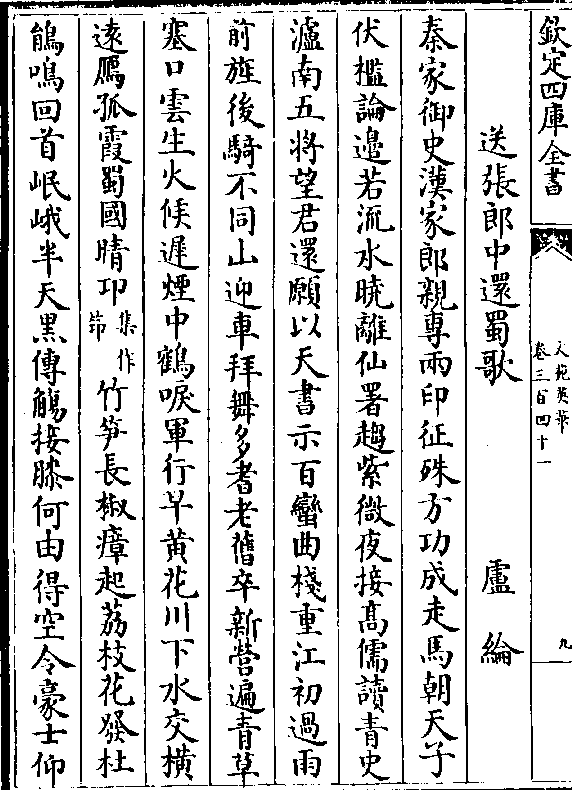 欽定四庫全書
文苑英華
卷三百四十一
九
送張郎中還蜀歌 盧綸
秦家御史漢家郎親專兩印征殊方功成走馬朝天子
伏檻論邉若流水曉離仙署趨紫微夜接髙儒讀青史
瀘南五將望君還願以天書示百蠻曲棧重江初過雨
前旌後騎不同山迎車拜舞多耆老舊卒新營遍青草
塞口雲生火候遲煙中鶴唳軍行早黄花川下水交横
逺鴈孤霞蜀國晴邛集作笻竹笋長椒瘴起荔枝花發杜
鵑鳴回首岷峨半天黑傳觴接膝何由得空令豪士仰